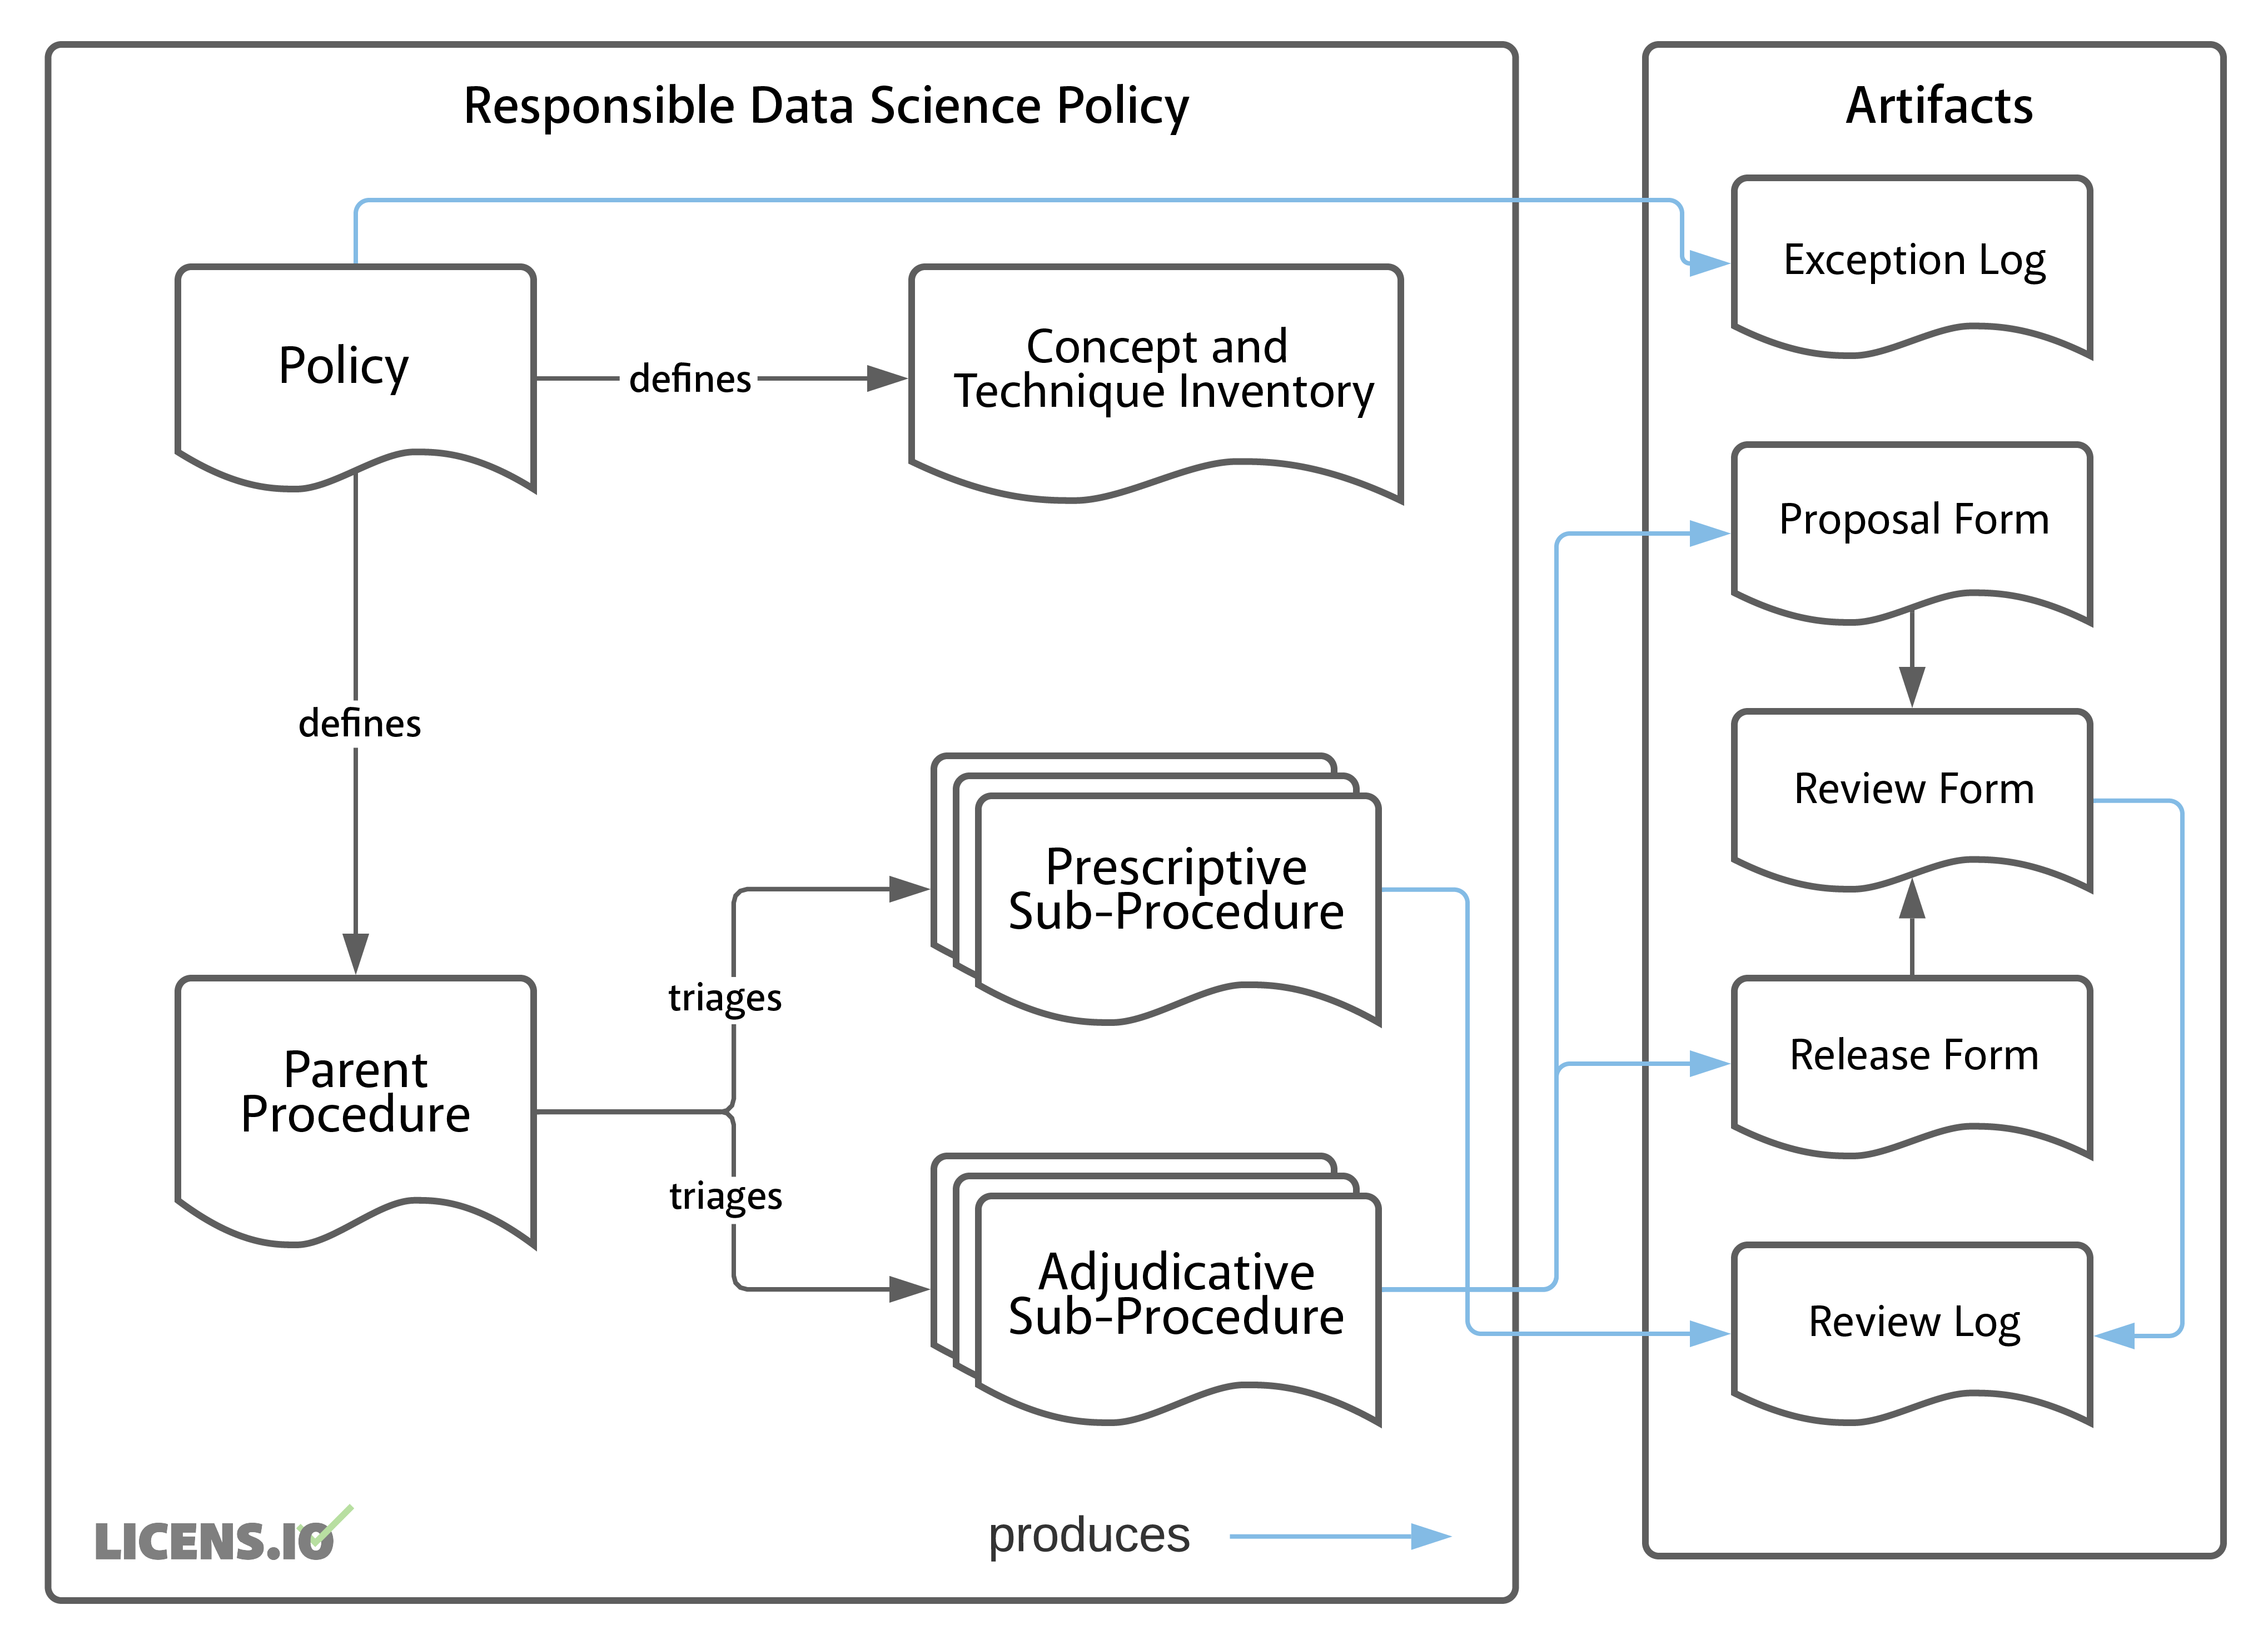 Responsible Data Science Policy
Policy
defines
Concept and
Technique Inventory
defines
Parent
Procedure
triages
triages
Prescriptive
Sub-Procedure
Adjudicative
Sub-Procedure
produces
LICENS.IO
Artifacts
Exception Log
Proposal Form
Review Form
Release Form
Review Log